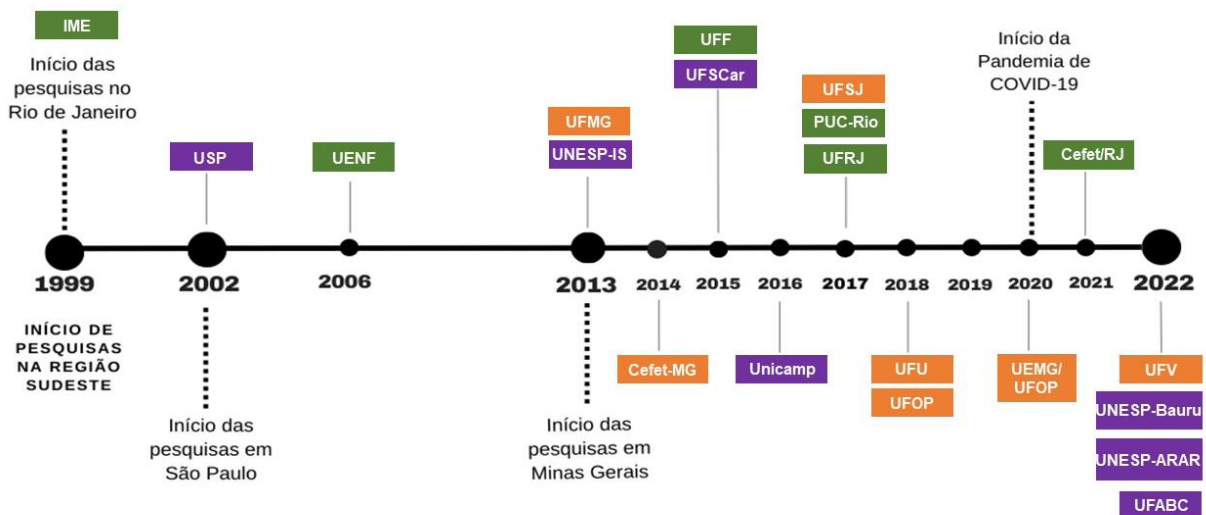 IME
Início das
pesquisas no
Rio de Janeiro
USP
UENF
UFMG
UNESP-IS
UFF
UFSCar
UFSJ
PUC-Rio
UFRJ
Início da
Pandemia de
COVID-19
Cefet/RJ
1999
2002
2006
2013
2014
2015
2016
2017
2018
2019
2020
2021
2022
INÍCIO DE
PESQUISAS
NA REGIÃO
SUDESTE
Início das
pesquisas em
São Paulo
Início das
pesquisas em
Minas Gerais
Cefet-MG
Unicamp
UFU
UFOP
UEMG/
UFOP
UFV
UNESP-Bauru
UNESP-ARAR
UFABC